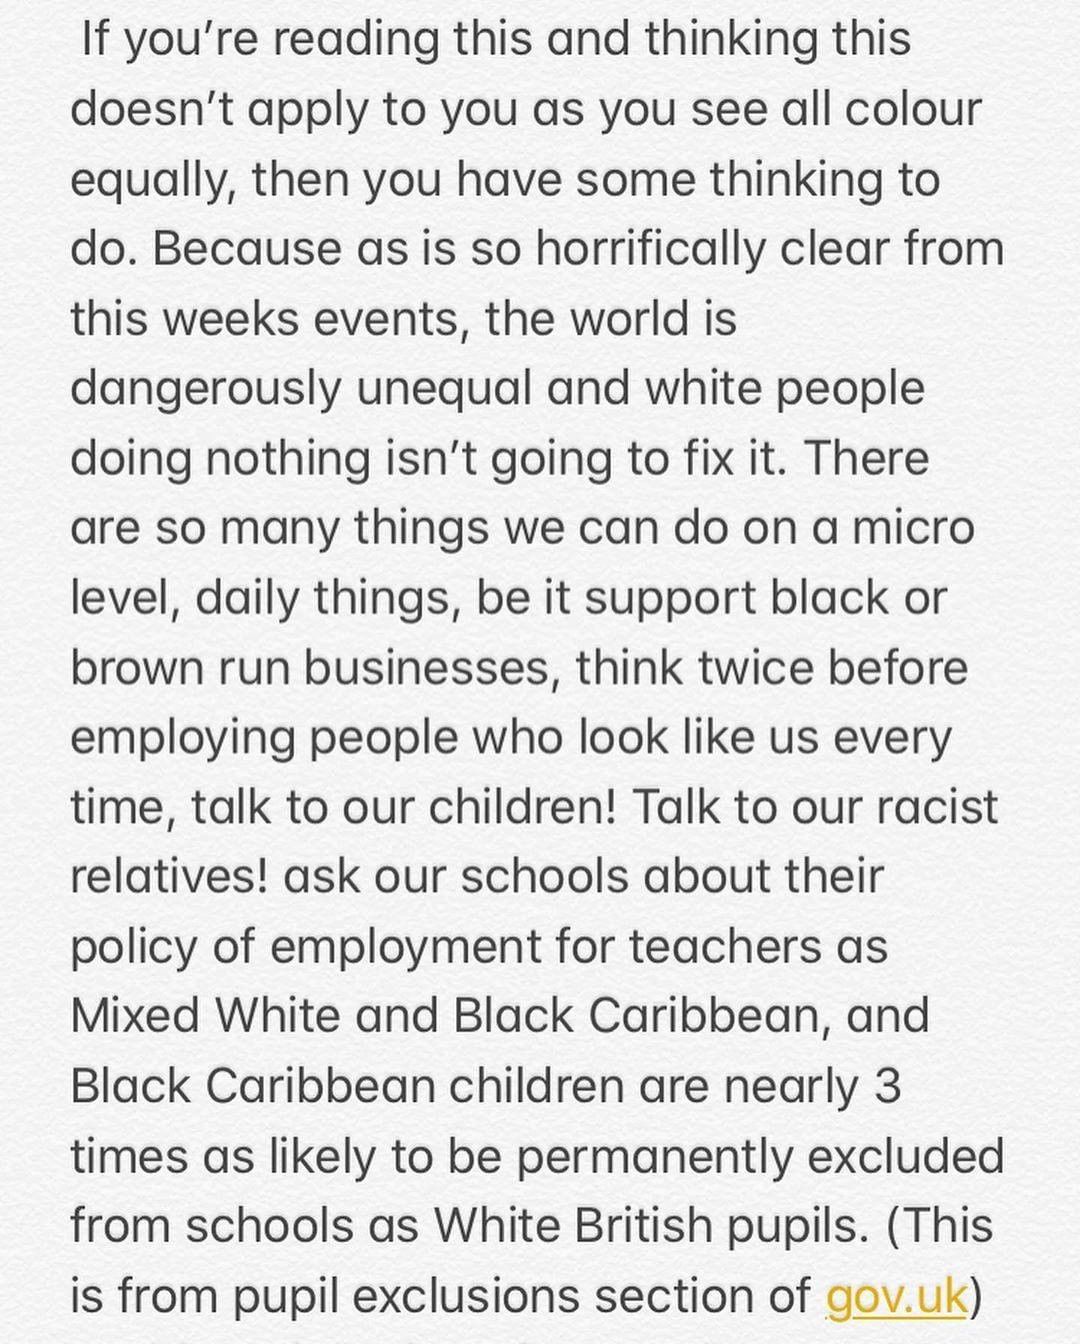 If you’re reading this and thinking this
doesn’t apply to you as you see all colour
equally, then you have some thinking to
do. Because as is so horrifically clear from
this weeks events, the world is
dangerously unequal and white people
doing nothing isn’t going to fix it. There
are so many things we can do on a micro
level, daily things, be it support black or
brown run businesses, think twice before
employing people who look like us every
time, talk to our children! Talk to our racist
relatives! ask our schools about their
policy of employment for teachers as
Mixed White and Black Caribbean, and
Black Caribbean children are nearly 3
times as likely to be permanently excluded
from schools as White British pupils. (This
is from pupil exclusions section of gov.uk)